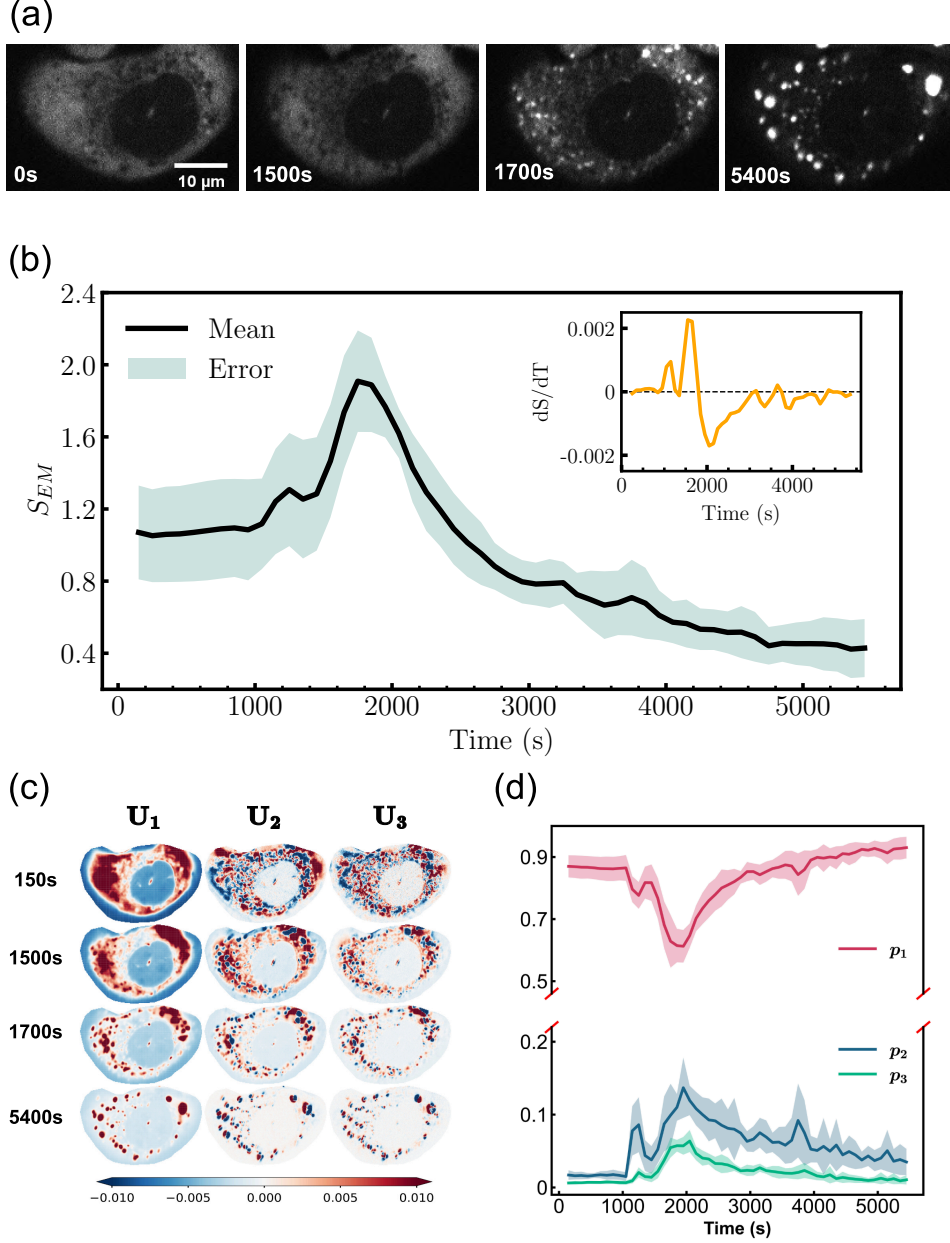 (a)
0s
10 µm
1500s
1700s
5400s
(b)
2.4
2.0
1.6
1.2
0.8
0.4
S_EM
Mean
Error
0.002
0
-0.002
dS/dT
0 2000 4000
Time (s)
0 1000 2000 3000 4000 5000
Time (s)
(c)
U₁ U₂ U₃
150s
1500s
1700s
5400s
−0.010 −0.005 0.000 0.005 0.010
(d)
0.9
0.7
0.5
p₁
0.2
0.1
0
p₂
p₃
0 1000 2000 3000 4000 5000
Time (s)